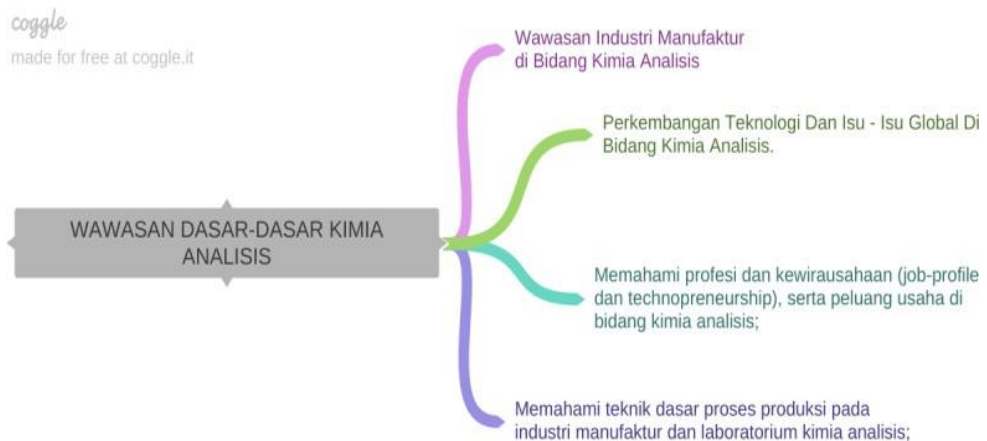 coggle
made for free at coggle.it
Wawasan Industri Manufaktur
di Bidang Kimia Analisis
Perkembangan Teknologi Dan Isu - Isu Global Di
Bidang Kimia Analisis.
WAWASAN DASAR-DASAR KIMIA
ANALISIS
Memahami profesi dan kewirausahaan (job-profile
dan technopreneurship), serta peluang usaha di
bidang kimia analisis;
Memahami teknik dasar proses produksi pada
industri manufaktur dan laboratorium kimia analisis;